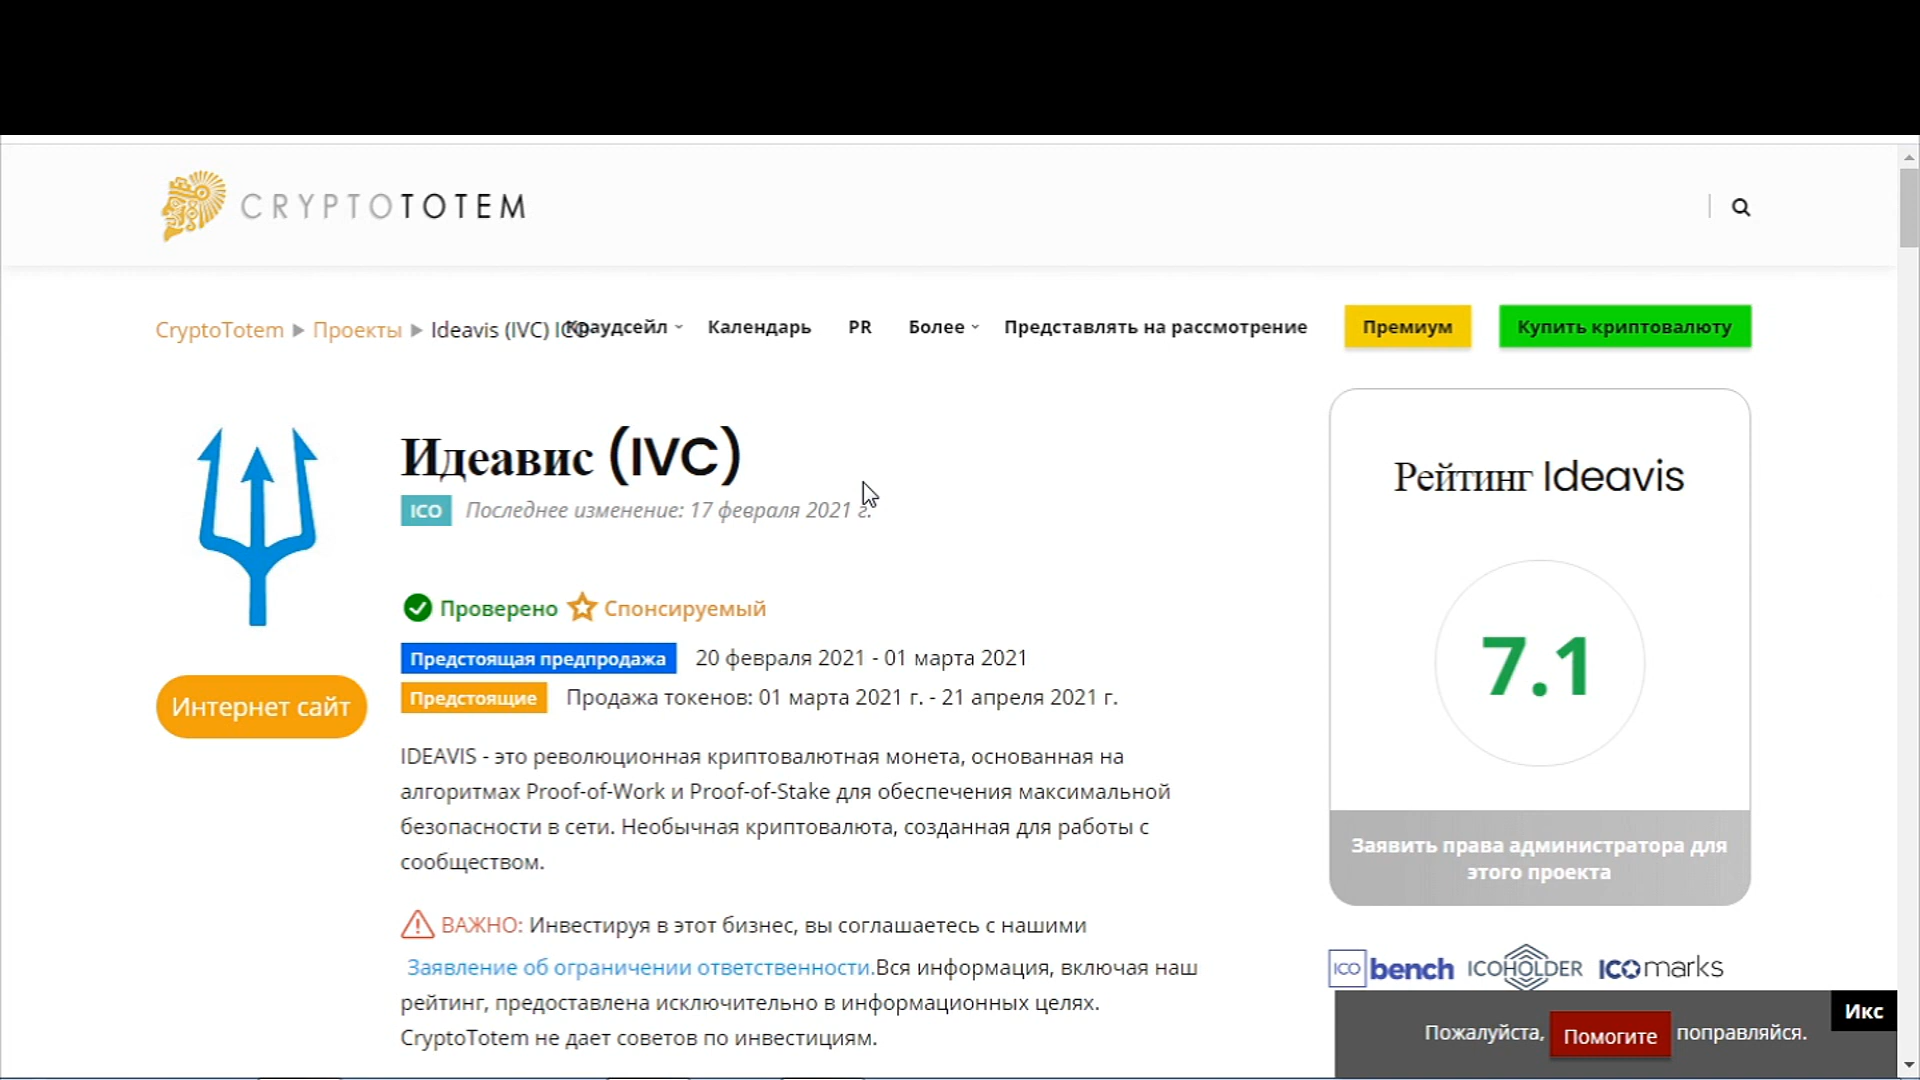 CRYPTOTOTEM
CryptoTotem ▶ Проекты ▶ Ideavis (IVC) ICO
Краудсейл
Календарь
PR
Более
Представлять на рассмотрение
Премиум
Купить криптовалюту
Идеавис (IVC)
ICO Последнее изменение: 17 февраля 2021 г.
Проверено Спонсируемый
Предстоящая предпродажа 20 февраля 2021 - 01 марта 2021
Предстоящие Продажа токенов: 01 марта 2021 г. - 21 апреля 2021 г.
Интернет сайт
IDEAVIS - это революционная криптовалютная монета, основанная на
алгоритмах Proof-of-Work и Proof-of-Stake для обеспечения максимальной
безопасности в сети. Необычная криптовалюта, созданная для работы с
сообществом.
ВАЖНО: Инвестируя в этот бизнес, вы соглашаетесь с нашими
Заявление об ограничении ответственности.Вся информация, включая наш
рейтинг, предоставлена исключительно в информационных целях.
CryptoTotem не дает советов по инвестициям.
Рейтинг Ideavis
7.1
Заявить права администратора для
этого проекта
ICO bench ICOHOLDER ICOmarks
Икс
Пожалуйста, Помогите поправляйся.